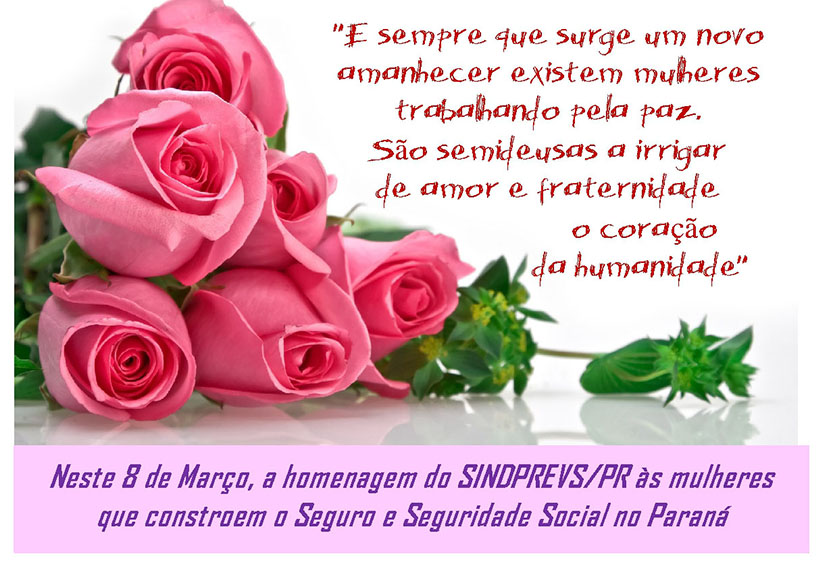 "E sempre que surge um novo
amanhecer existem mulheres
trabalhando pela paz.
São semideusas a irrigar
de amor e fraternidade
o coração
da humanidade"
Neste 8 de Março, a homenagem do SINDPREVS/PR às mulheres
que constroem o Seguro e Seguridade Social no Paraná